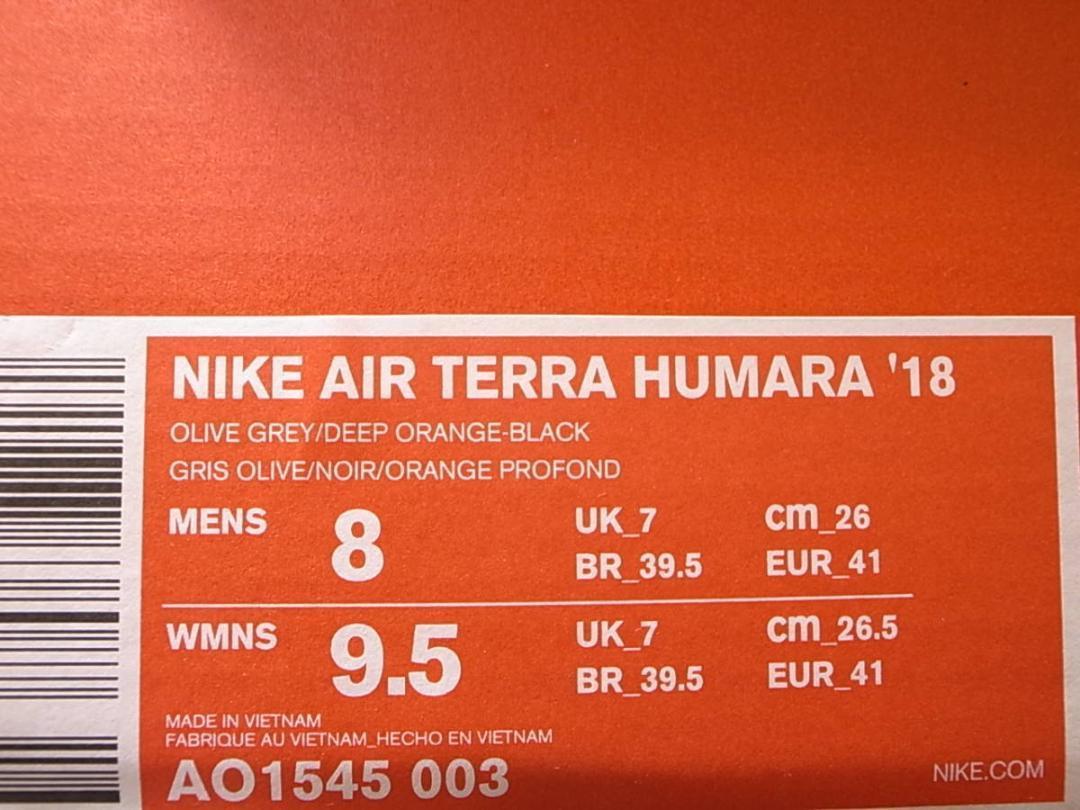 NIKE AIR TERRA HUMARA '18
OLIVE GREY/DEEP ORANGE-BLACK
GRIS OLIVE/NOIR/ORANGE PROFOND
MENS 8 UK_7 cm_26
BR_39.5 EUR_41
WMNS 9.5 UK_7 cm_26.5
BR_39.5 EUR_41
MADE IN VIETNAM
FABRIQUE AU VIETNAM_HECHO EN VIETNAM
AO1545 003 NIKE.COM